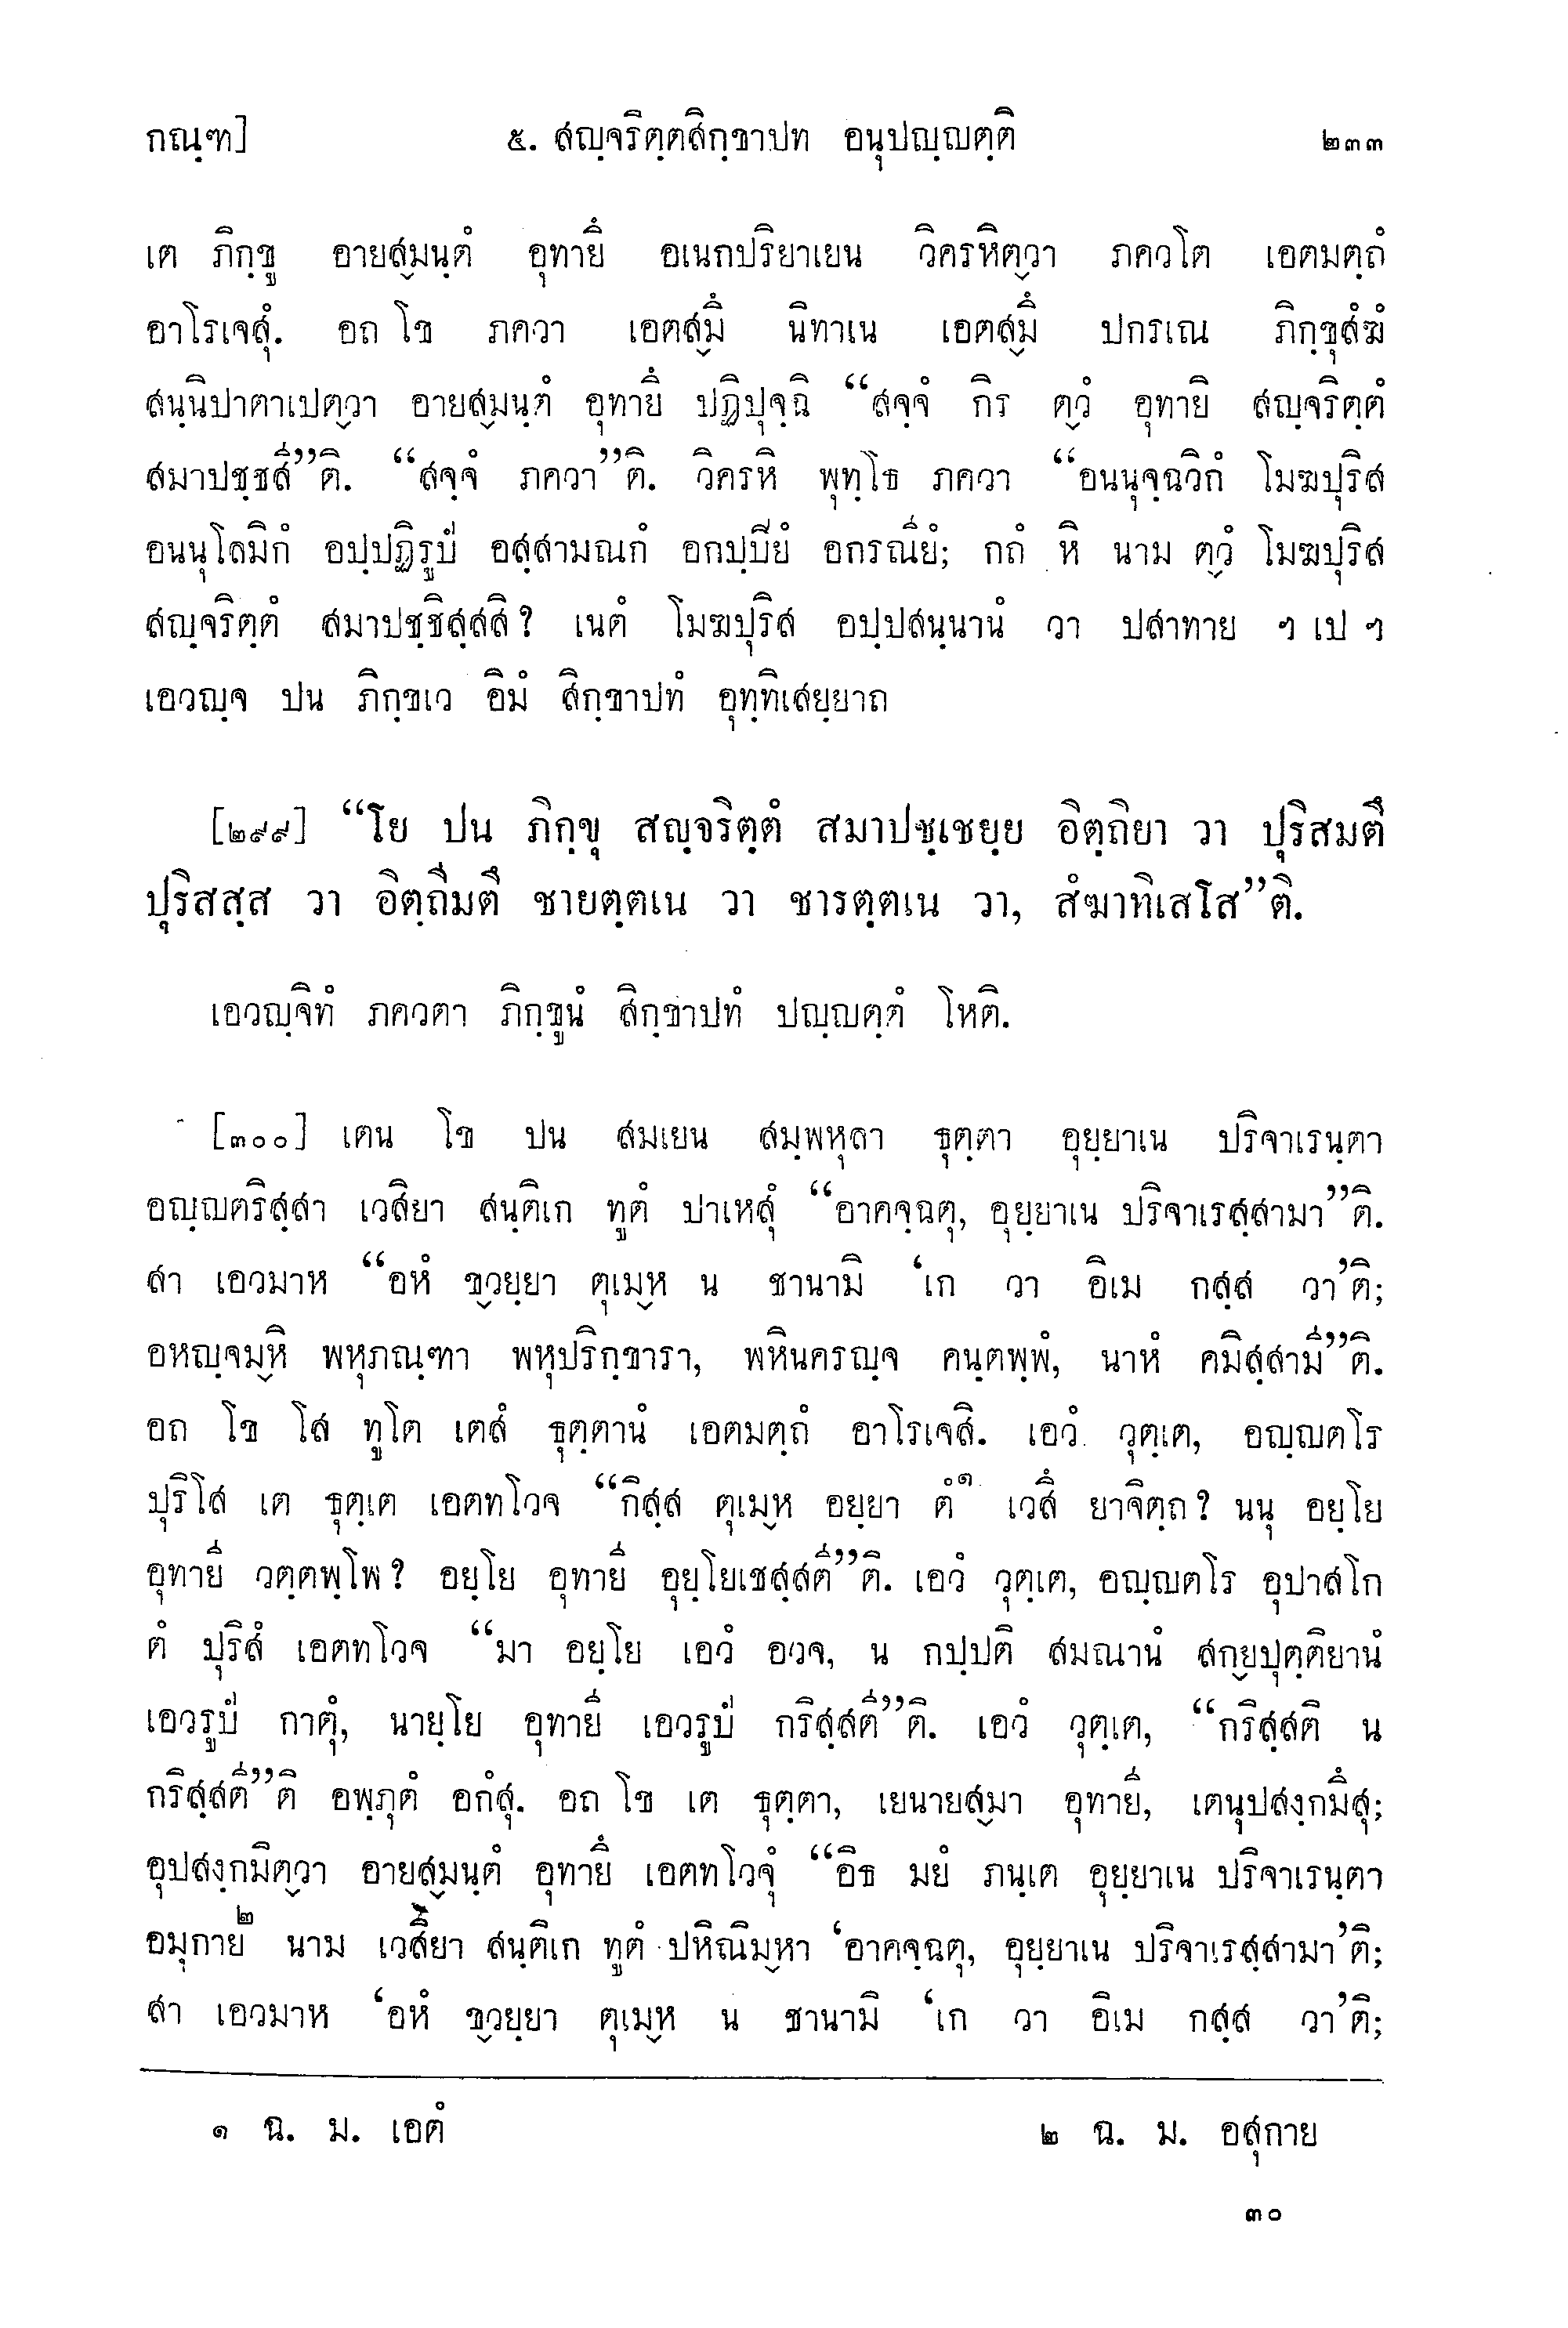 กณฺฑ] ๕. สญฺจริตฺตสิกฺขาปท อนุปญฺญตฺติ ๒๓๓
เต ภิกฺขู อายสฺมนฺตํ อุทายึ อเนกปริยาเยน วิครหิตฺวา ภควโต เอตมตฺถํ
อาโรเจสุํ. อถ โข ภควา เอตสฺมึ นิทาเน เอตสฺมึ ปกรเณ ภิกฺขุสํฆํ
สนฺนิปาตาเปตฺวา อายสฺมนฺตํ อุทายึ ปฏิปุจฺฉิ “สจฺจํ กิร ตฺวํ อุทายิ สญฺจริตฺตํ
สมาปชฺชสี”ติ. “สจฺจํ ภควา”ติ. วิครหิ พุทฺโธ ภควา “อนนุจฺฉวิกํ โมฆปุริส
อนนุโลมิกํ อปฺปฏิรูปํ อสฺสามณกํ อกปฺปิยํ อกรณียํ; กถํ หิ นาม ตฺวํ โมฆปุริส
สญฺจริตฺตํ สมาปชฺชิสฺสสิ? เนตํ โมฆปุริส อปฺปสนฺนานํ วา ปสาทาย ฯ เป ฯ
เอวญฺจ ปน ภิกฺขเว อิมํ สิกฺขาปทํ อุทฺทิเสยฺยาถ
[๒๙๙] “โย ปน ภิกฺขุ สญฺจริตฺตํ สมาปชฺเชยฺย อิตฺถิยา วา ปุริสมตึ
ปุริสสฺส วา อิตฺถีมตึ ชายตฺตเน วา ชารตฺตเน วา, สํฆาทิเสโส”ติ.
เอวญฺจิทํ ภควตา ภิกฺขูนํ สิกฺขาปทํ ปญฺญตฺตํ โหติ.
[๓๐๐] เตน โข ปน สมเยน สมฺพหุลา ธุตฺตา อุยฺยาเน ปริจาเรนฺตา
อญฺญตริสฺสา เวสิยา สนฺติเก ทูตํ ปาเหสุํ “อาคจฺฉตุ, อุยฺยาเน ปริจาเรสฺสามา”ติ.
สา เอวมาห “อหํ ขฺวยฺยา ตุเมฺห น ชานามิ ‘เก วา อิเม กสฺส วา’ติ;
อหญฺจมฺหิ พหุภณฺฑา พหุปริกฺขารา, พหินครญฺจ คนฺตพฺพํ, นาหํ คมิสฺสามี”ติ.
อถ โข โส ทูโต เตสํ ธุตฺตานํ เอตมตฺถํ อาโรเจสิ. เอวํ วุตฺเต, อญฺญตโร
ปุริโส เต ธุตฺเต เอตทโวจ “กิสฺส ตุเมฺห อยฺยา ตํ๑ เวสึ ยาจิตฺถ? นนุ อยฺโย
อุทายี วตฺตพฺโพ? อยฺโย อุทายี อุยฺโยเชสฺสตี”ติ. เอวํ วุตฺเต, อญฺญตโร อุปาสโก
ตํ ปุริสํ เอตทโวจ “มา อยฺโย เอวํ อวจ, น กปฺปติ สมณานํ สกฺยปุตฺติยานํ
เอวรูปํ กาตุํ, นายฺโย อุทายี เอวรูปํ กริสฺสตี”ติ. เอวํ วุตฺเต, “กริสฺสติ น
กริสฺสตี”ติ อพฺภุตํ อกํสุ. อถ โข เต ธุตฺตา, เยนายสฺมา อุทายี, เตนุปสงฺกมึสุ;
อุปสงฺกมิตฺวา อายสฺมนฺตํ อุทายึ เอตทโวจุํ “อิธ มยํ ภนฺเต อุยฺยาเน ปริจาเรนฺตา
อมุกาย๒ นาม เวสิยา สนฺติเก ทูตํ ปหิณิมฺหา ‘อาคจฺฉตุ, อุยฺยาเน ปริจาเรสฺสามา’ติ;
สา เอวมาห ‘อหํ ขฺวยฺยา ตุเมฺห น ชานามิ ‘เก วา อิเม กสฺส วา’ติ;
๑ ฉ. ม. เอตํ ๒ ฉ. ม. อสุกาย
๓๐